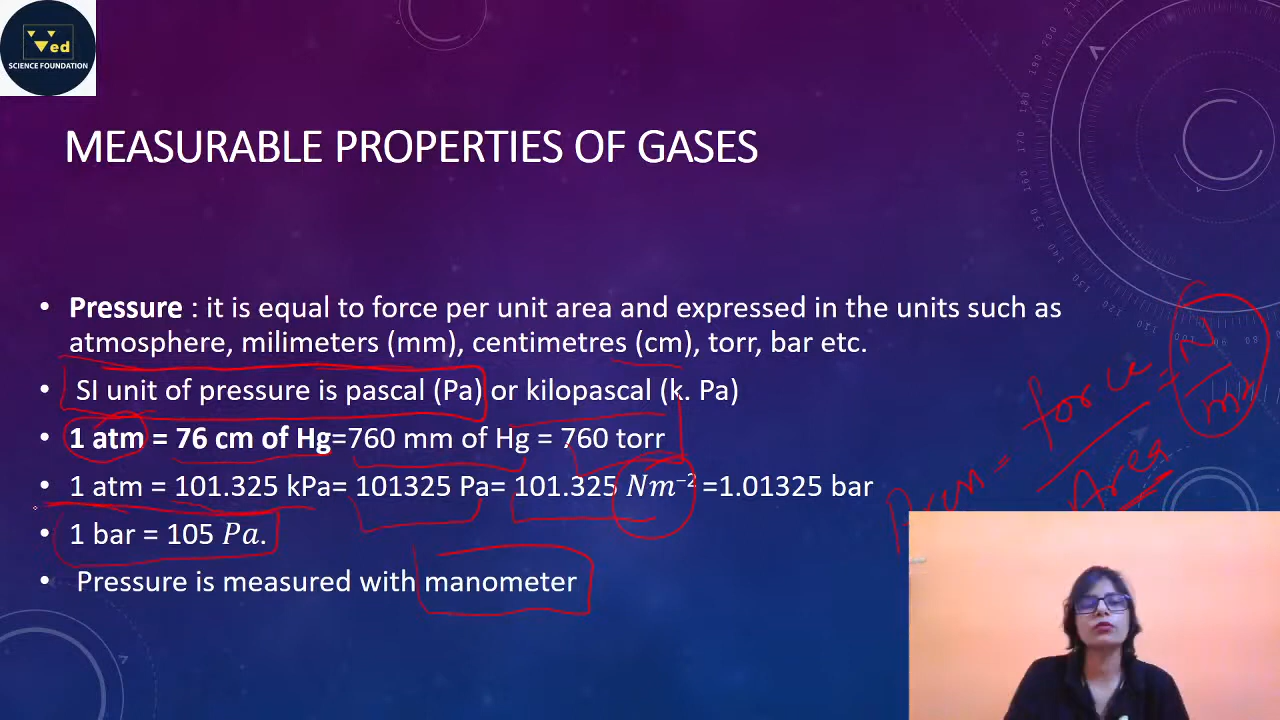 Ved
SCIENCE FOUNDATION
MEASURABLE PROPERTIES OF GASES
• Pressure : it is equal to force per unit area and expressed in the units such as
atmosphere, milimeters (mm), centimetres (cm), torr, bar etc.
• SI unit of pressure is pascal (Pa) or kilopascal (k. Pa)
• 1 atm = 76 cm of Hg=760 mm of Hg = 760 torr
• 1 atm = 101.325 kPa= 101325 Pa= 101.325 Nm⁻² =1.01325 bar
• 1 bar = 105 Pa.
• Pressure is measured with manometer
= force = N
Area m²